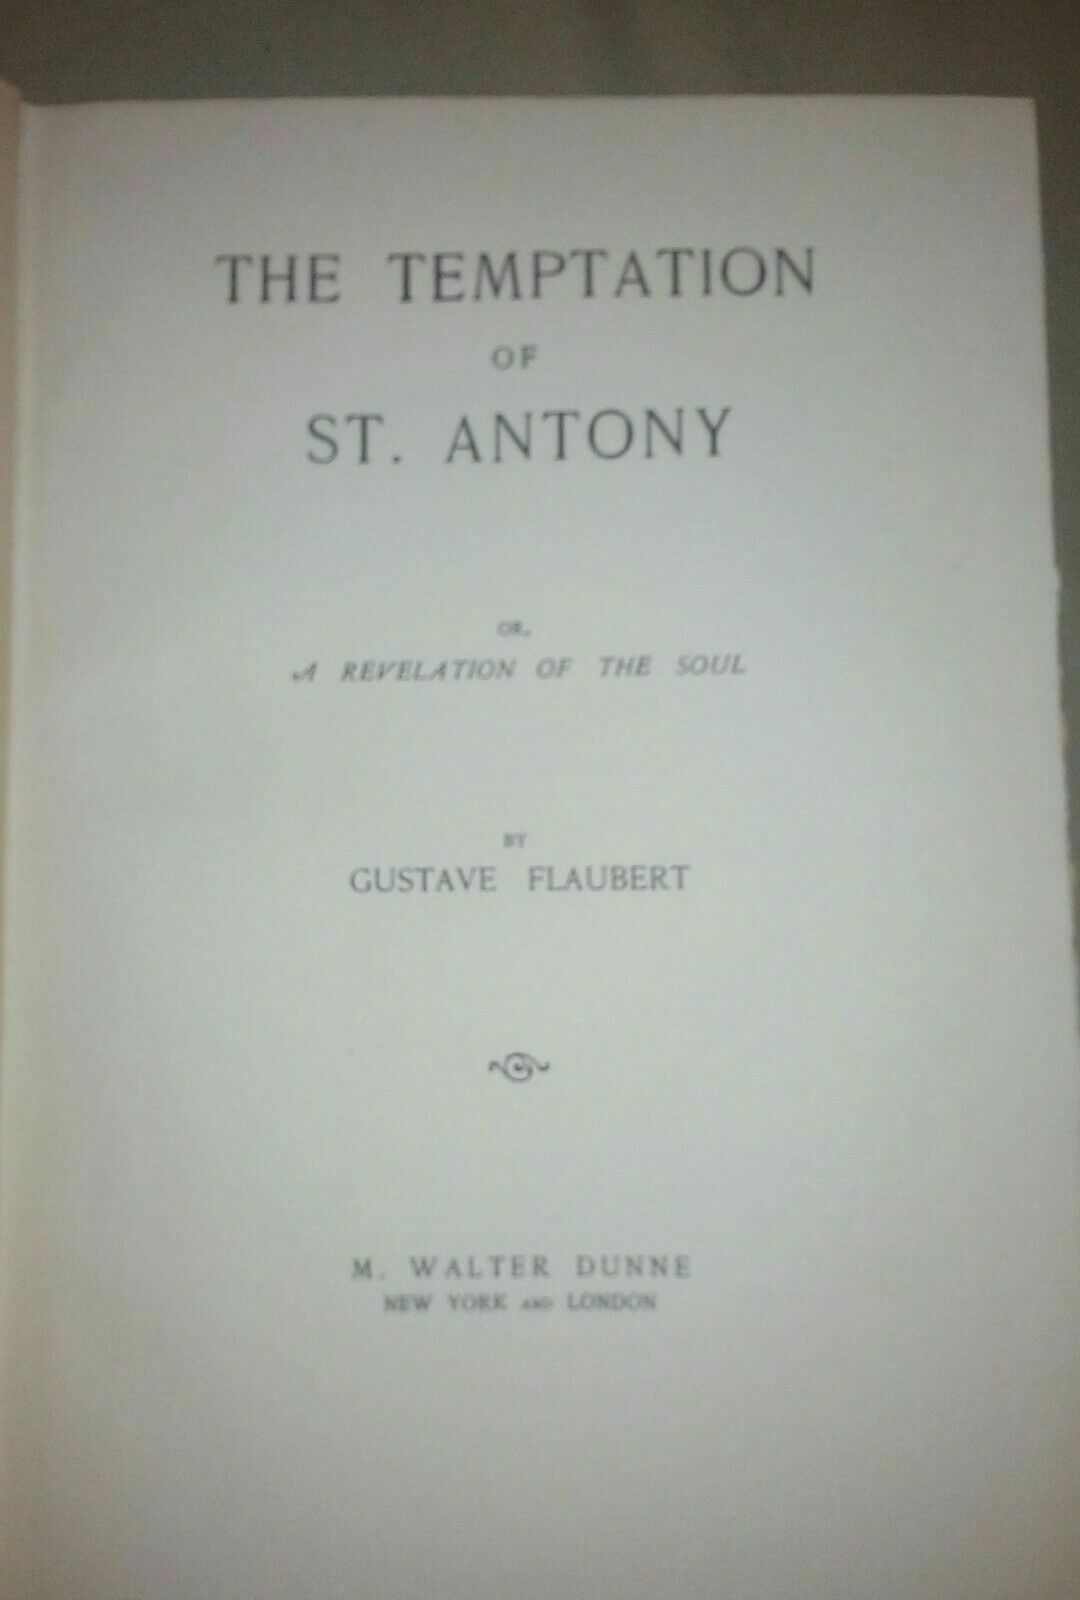 THE TEMPTATION
OF
ST. ANTONY
OR,
A REVELATION OF THE SOUL
BY
GUSTAVE FLAUBERT
M. WALTER DUNNE
NEW YORK AND LONDON